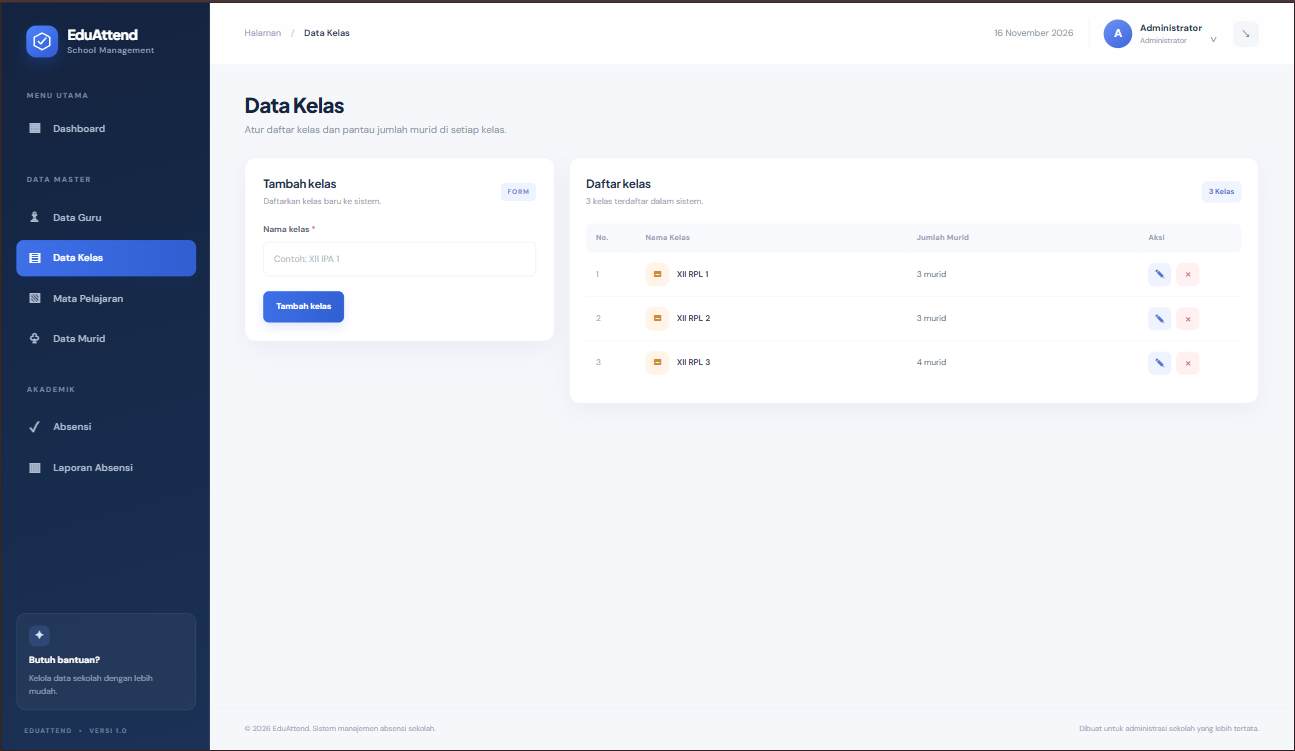 EduAttend
School Management
MENU UTAMA
Dashboard
DATA MASTER
Data Guru
Data Kelas
Mata Pelajaran
Data Murid
AKADEMIK
Absensi
Laporan Absensi
Butuh bantuan?
Kelola data sekolah dengan lebih
mudah.
EDUATTEND • VERSI 1.0
Halaman / Data Kelas
16 November 2026
A
Administrator
Administrator
Data Kelas
Atur daftar kelas dan pantau jumlah murid di setiap kelas.
Tambah kelas
Daftarkan kelas baru ke sistem.
FORM
Nama kelas *
Contoh: XII IPA 1
Tambah kelas
Daftar kelas
3 kelas terdaftar dalam sistem.
3 Kelas
No. Nama Kelas Jumlah Murid Aksi
1 XII RPL 1 3 murid
2 XII RPL 2 3 murid
3 XII RPL 3 4 murid
© 2026 EduAttend. Sistem manajemen absensi sekolah.
Dibuat untuk administrasi sekolah yang lebih tertata.